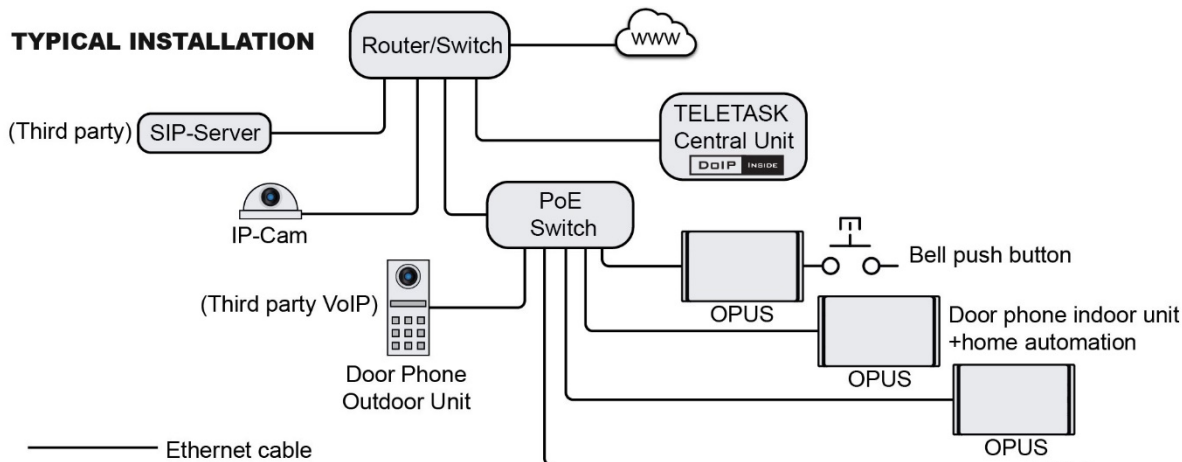 TYPICAL INSTALLATION
Router/Switch
WWW
(Third party)
SIP-Server
TELETASK
Central Unit
DoIP INSIDE
IP-Cam
PoE
Switch
(Third party VoIP)
Door Phone
Outdoor Unit
OPUS
Bell push button
OPUS
Door phone indoor unit
+home automation
OPUS
Ethernet cable